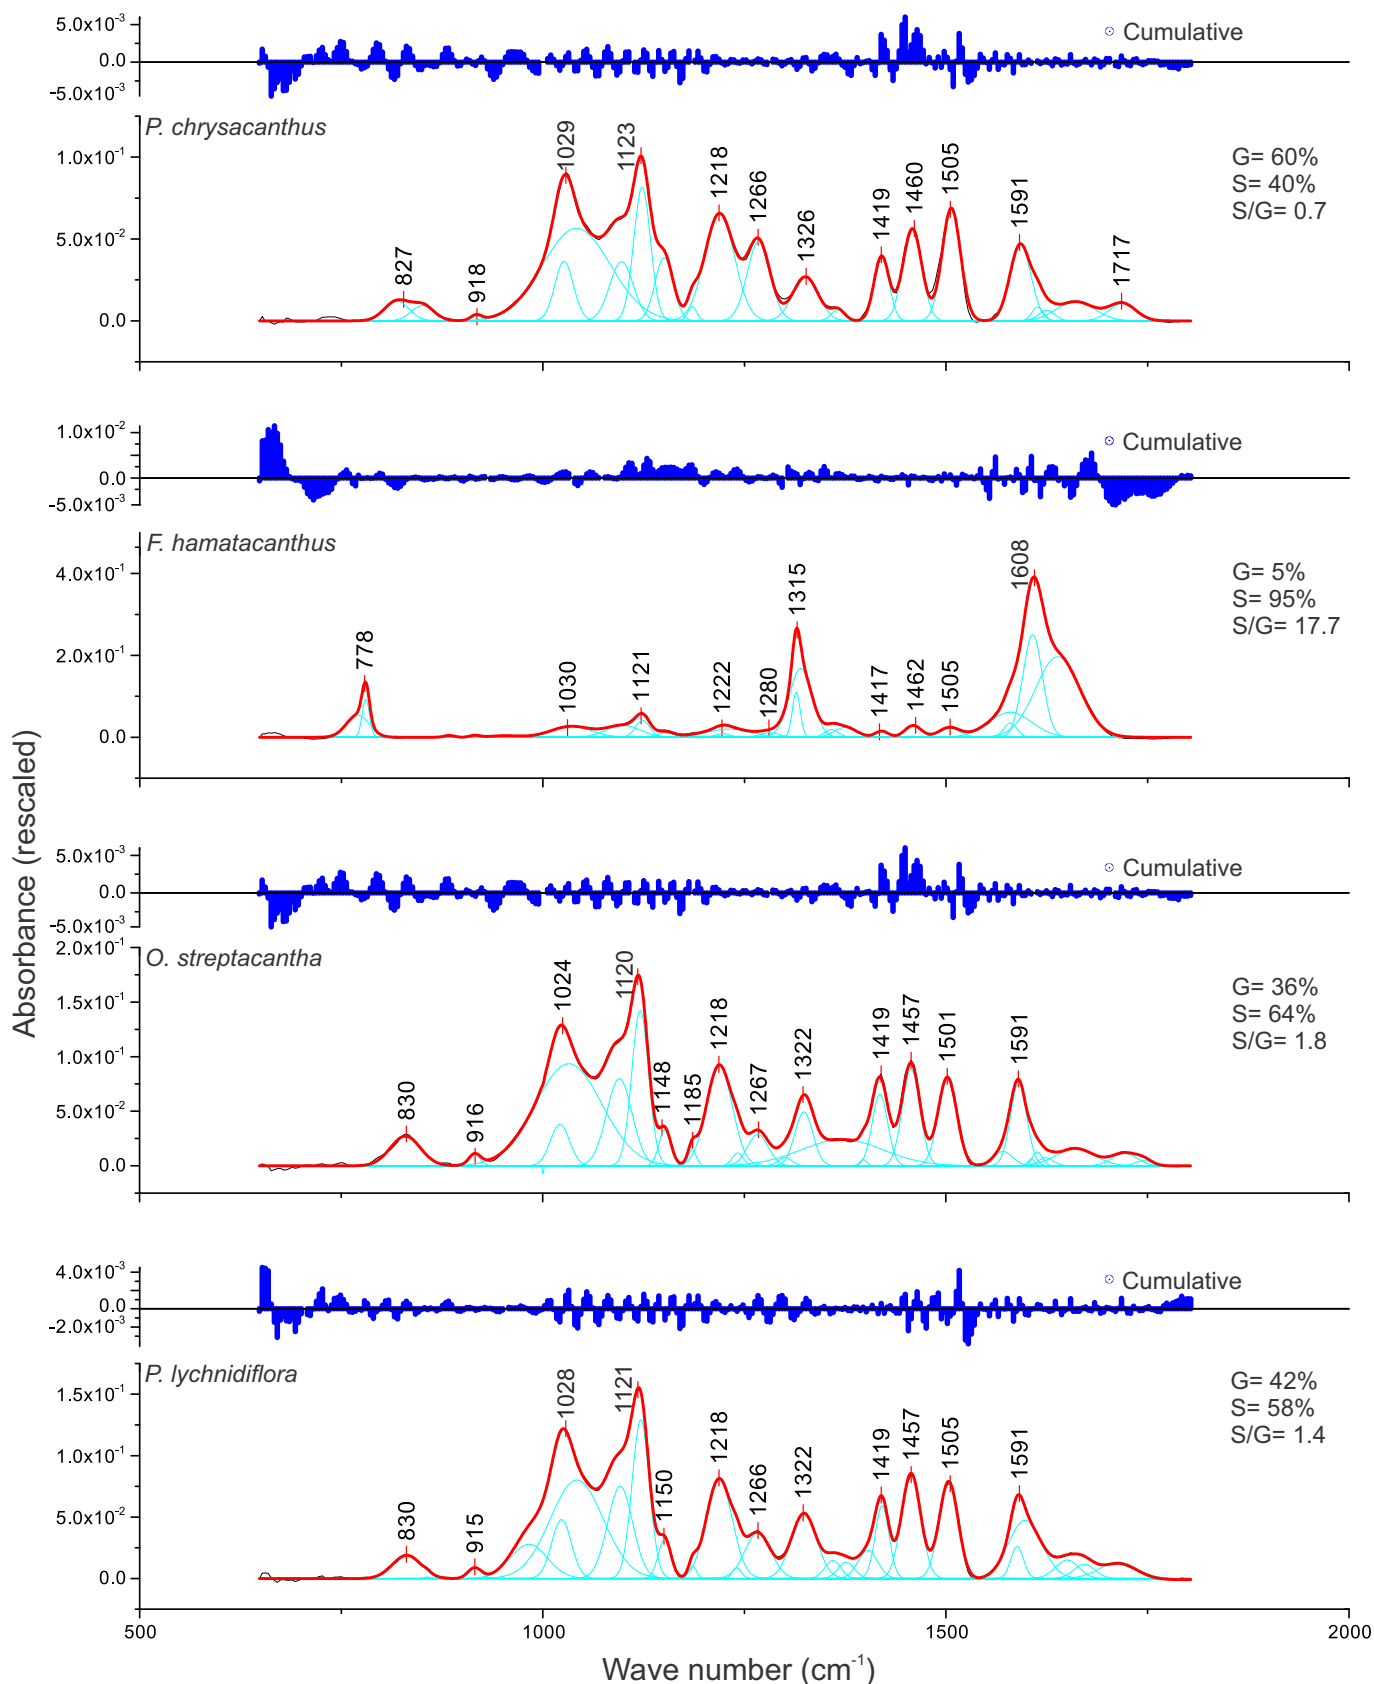 5.0x10⁻³
0.0
−5.0x10⁻³
Cumulative
P. chrysacanthus
1.0x10⁻¹
5.0x10⁻²
0.0
827
918
1029
1123
1218
1266
1326
1419
1460
1505
1591
1717
G= 60%
S= 40%
S/G= 0.7
1.0x10⁻²
0.0
−5.0x10⁻³
Cumulative
F. hamatacanthus
4.0x10⁻¹
2.0x10⁻¹
0.0
778
1030
1121
1222
1280
1315
1417
1462
1505
1608
G= 5%
S= 95%
S/G= 17.7
5.0x10⁻³
0.0
−5.0x10⁻³
Cumulative
O. streptacantha
2.0x10⁻¹
1.5x10⁻¹
1.0x10⁻¹
5.0x10⁻²
0.0
830
916
1024
1120
1148
1185
1218
1267
1322
1419
1457
1501
1591
G= 36%
S= 64%
S/G= 1.8
4.0x10⁻³
0.0
−2.0x10⁻³
Cumulative
P. lychnidiflora
1.5x10⁻¹
1.0x10⁻¹
5.0x10⁻²
0.0
830
915
1028
1121
1150
1218
1266
1322
1419
1457
1505
1591
G= 42%
S= 58%
S/G= 1.4
500
1000
1500
2000
Wave number (cm⁻¹)
Absorbance (rescaled)